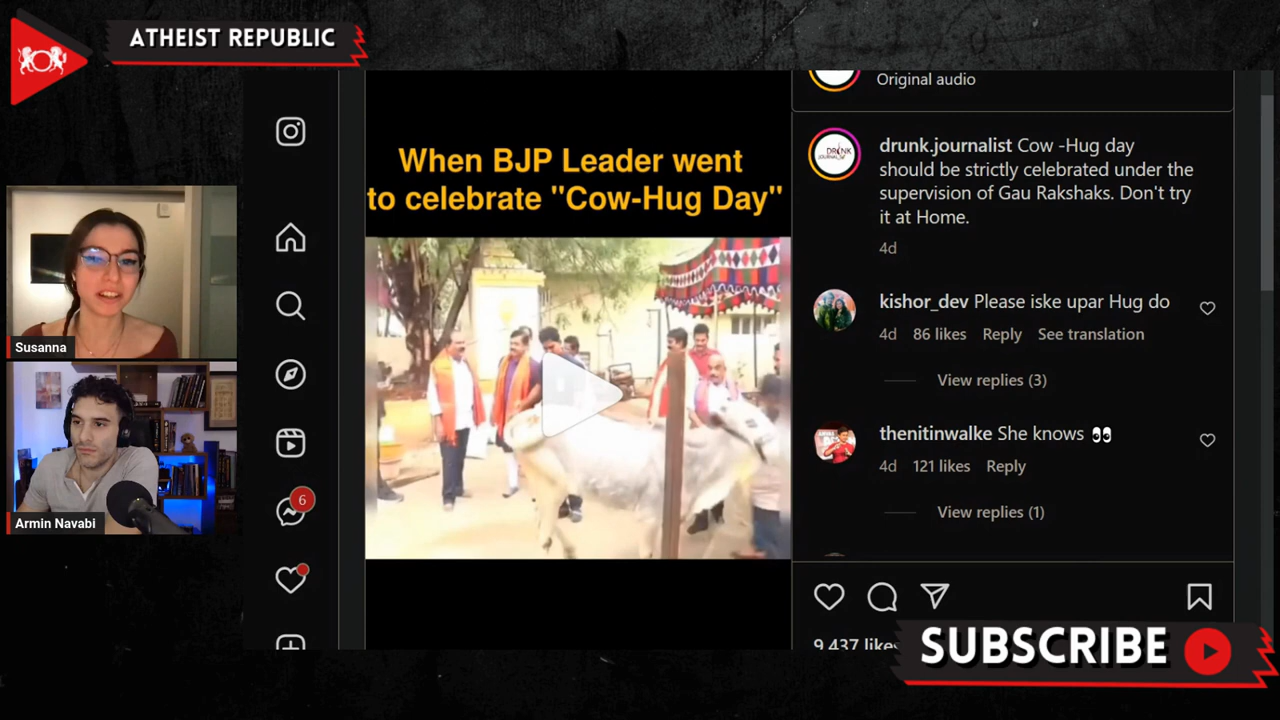 ATHEIST REPUBLIC
Susanna
Armin Navabi
6
When BJP Leader went
to celebrate "Cow-Hug Day"
Original audio
drunk.journalist Cow -Hug day
should be strictly celebrated under the
supervision of Gau Rakshaks. Don't try
it at Home.
4d
kishor_dev Please iske upar Hug do
4d 86 likes Reply See translation
View replies (3)
thenitinwalke She knows 👀
4d 121 likes Reply
View replies (1)
9,437 likes
SUBSCRIBE